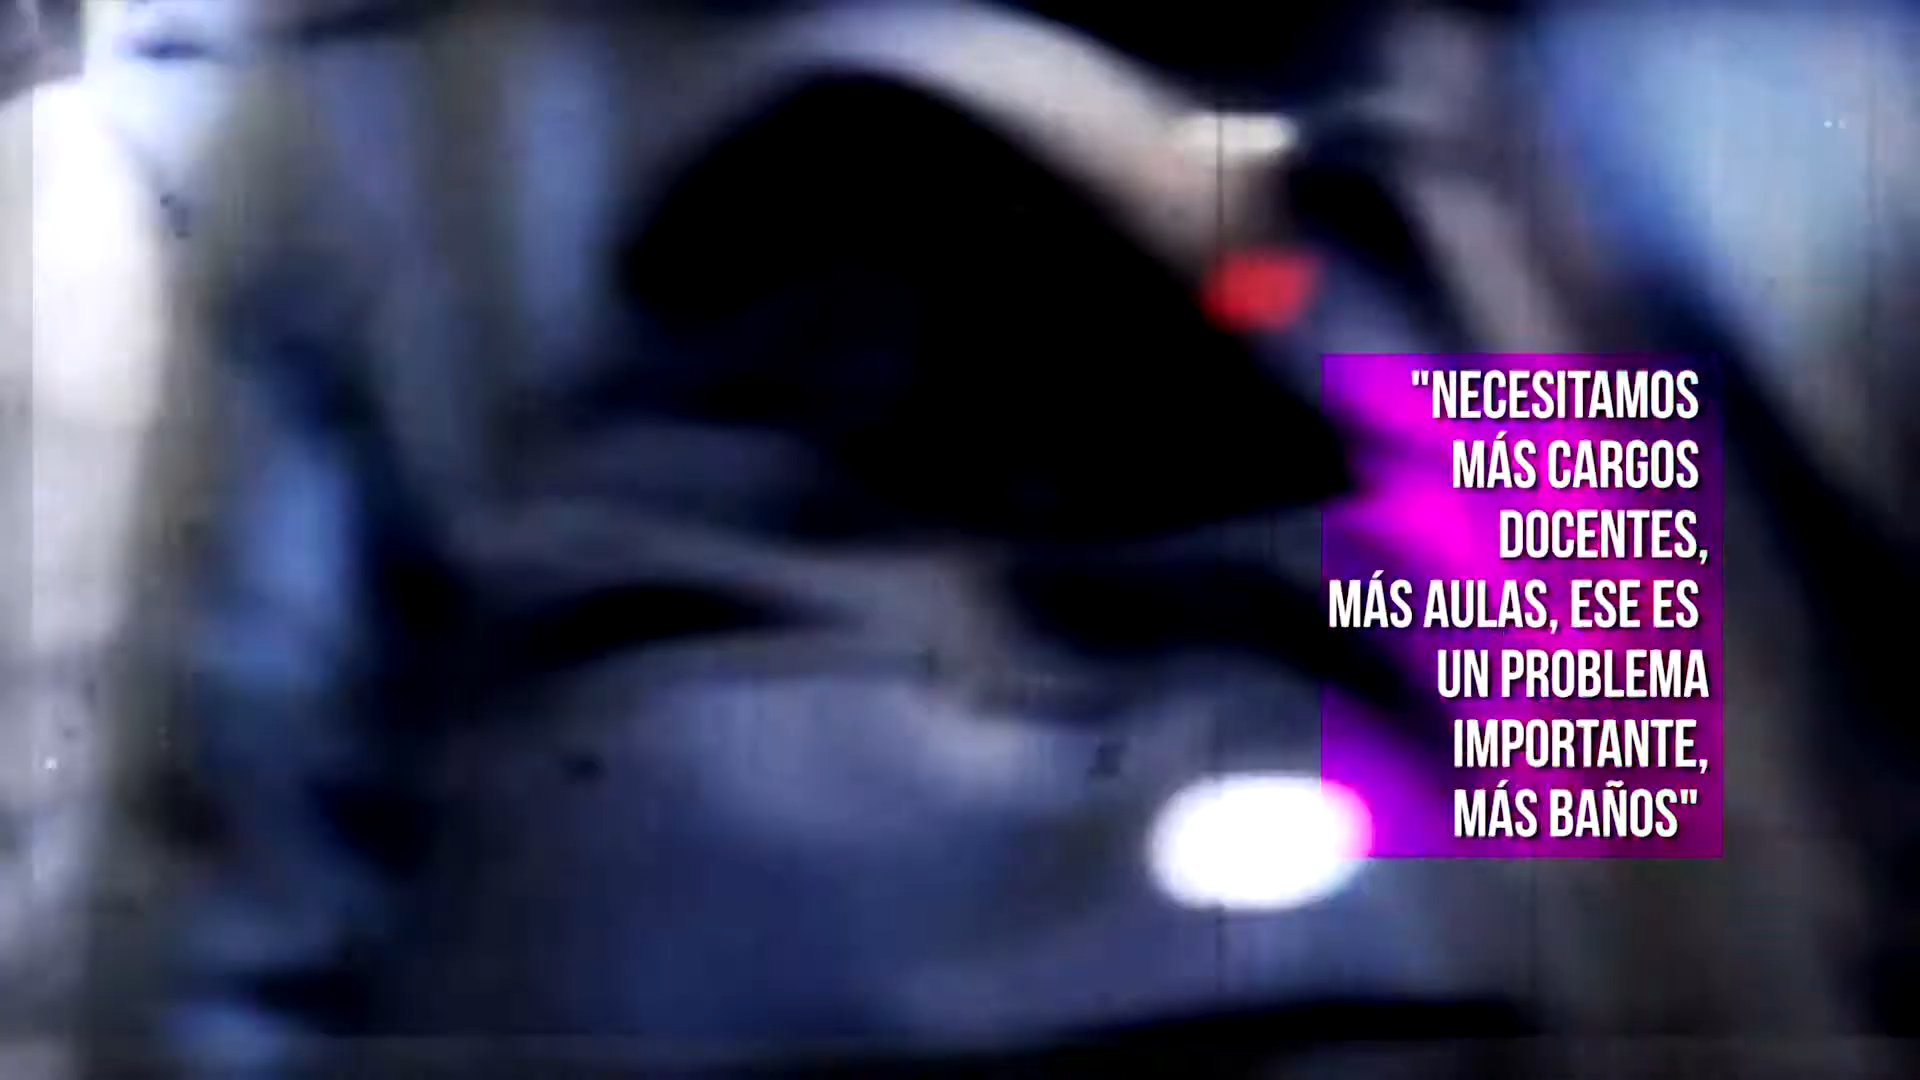 "NECESITAMOS
MÁS CARGOS
DOCENTES,
MÁS AULAS, ESE ES
UN PROBLEMA
IMPORTANTE,
MÁS BAÑOS"